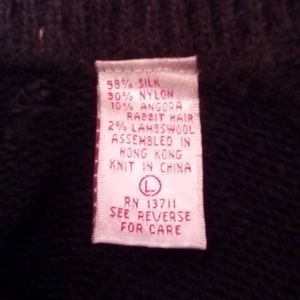 58% SILK
30% NYLON
10% ANGORA
RABBIT HAIR
2% LAMBSWOOL
ASSEMBLED IN
HONG KONG
KNIT IN CHINA
L
RN 13711
SEE REVERSE
FOR CARE